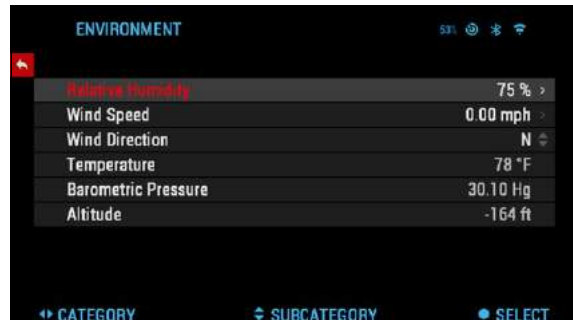 ENVIRONMENT 53%
Relative Humidity 75 %
Wind Speed 0.00 mph
Wind Direction N
Temperature 78 °F
Barometric Pressure 30.10 Hg
Altitude -164 ft
CATEGORY SUBCATEGORY SELECT